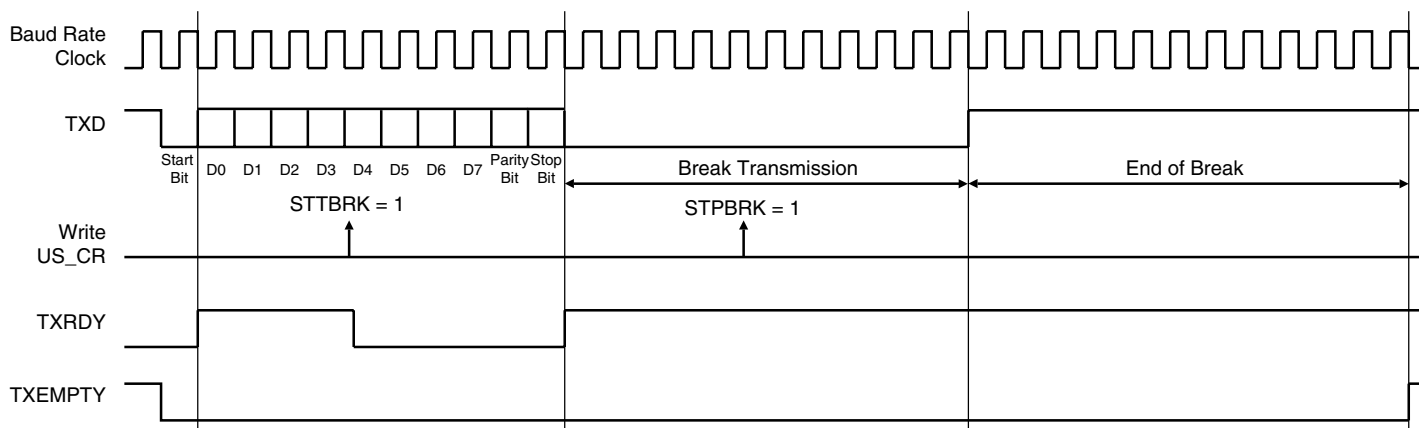 Baud Rate
Clock
TXD
Start
Bit
D0 D1 D2 D3 D4 D5 D6 D7
Parity
Bit
Stop
Bit
Break Transmission
End of Break
STTBRK = 1
STPBRK = 1
Write
US_CR
TXRDY
TXEMPTY